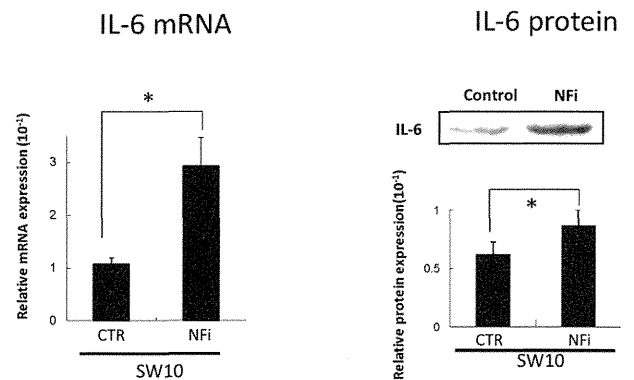 IL-6 mRNA
Relative mRNA expression (10⁻¹)
*
3
2
1
0
CTR
NFi
SW10
IL-6 protein
Control
NFi
IL-6
Relative protein expression(10⁻¹)
*
1
0.5
0
CTR
NFi
SW10